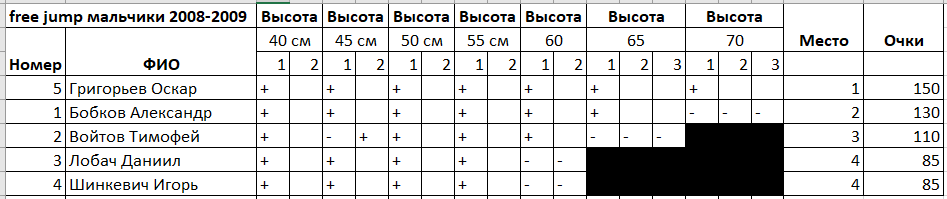 free jump мальчики 2008-2009 Высота Высота Высота Высота Высота Высота Высота
40 см 45 см 50 см 55 см 60 65 70 Место Очки
Номер ФИО 1 2 1 2 1 2 1 2 1 2 1 2 3 1 2 3
5 Григорьев Оскар + + + + + + + 1 150
1 Бобков Александр + + + + + + - - - 2 130
2 Войтов Тимофей + - + + + + - - - 3 110
3 Лобач Даниил + + + + - - 4 85
4 Шинкевич Игорь + + + + - - 4 85